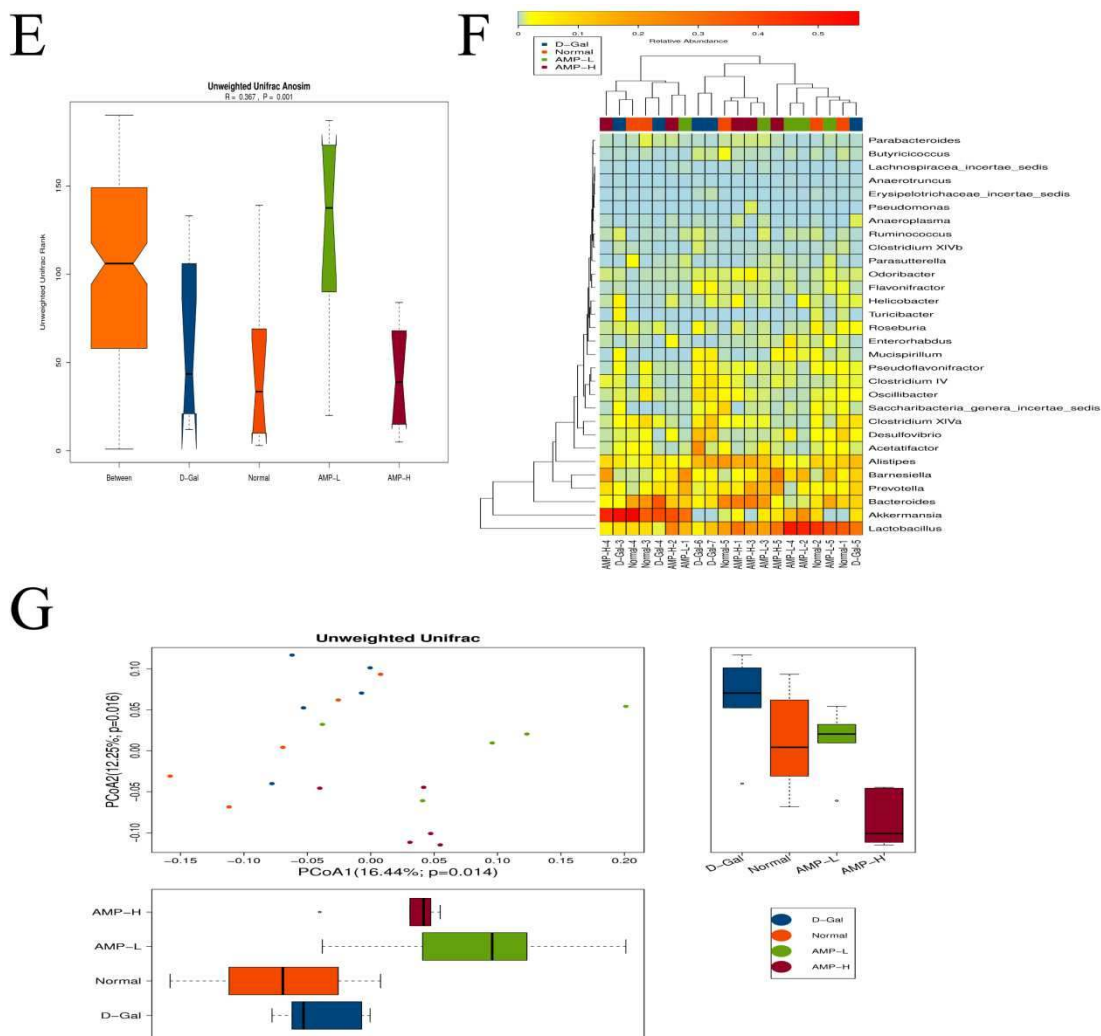 E
Unweighted Unifrac Anosim
R = 0.367 , P = 0.001
Unweighted Unifrac Rank
150
100
50
0
Between D-Gal Normal AMP-L AMP-H
F
0 0.1 0.2 0.3 0.4 0.5
Relative Abundance
D-Gal
Normal
AMP-L
AMP-H
Parabacteroides
Butyricicoccus
Lachnospiracea_incertae_sedis
Anaerotruncus
Erysipelotrichaceae_incertae_sedis
Pseudomonas
Anaeroplasma
Ruminococcus
Clostridium XIVb
Parasutterella
Odoribacter
Flavonifractor
Helicobacter
Turicibacter
Roseburia
Enterorhabdus
Mucispirillum
Pseudoflavonifractor
Clostridium IV
Oscillibacter
Saccharibacteria_genera_incertae_sedis
Clostridium XIVa
Desulfovibrio
Acetatifactor
Alistipes
Barnesiella
Prevotella
Bacteroides
Akkermansia
Lactobacillus
AMP-H-4 D-Gal-3 Normal-4 Normal-3 D-Gal-4 AMP-H-2 AMP-L-1 D-Gal-6 D-Gal-7 Normal-5 AMP-H-1 AMP-H-3 AMP-L-3 AMP-H-5 AMP-L-4 AMP-L-2 Normal-2 AMP-L-5 Normal-1 D-Gal-5
G
Unweighted Unifrac
PCoA2(12.25%; p=0.016)
0.10
0.05
0.00
-0.05
-0.10
-0.15 -0.10 -0.05 0.00 0.05 0.10 0.15 0.20
PCoA1(16.44%; p=0.014)
D-Gal Normal AMP-L AMP-H
AMP-H
AMP-L
Normal
D-Gal
D-Gal
Normal
AMP-L
AMP-H